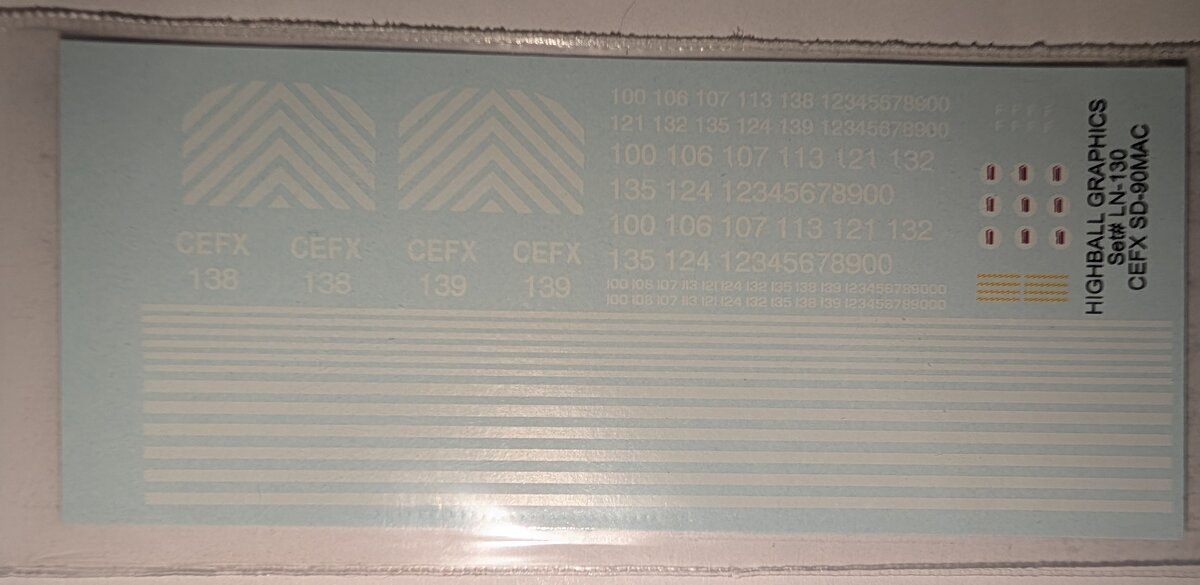 100 106 107 113 138 12345678900
121 132 135 124 139 12345678900
100 106 107 113 121 132
135 124 12345678900
100 106 107 113 121 132
135 124 12345678900
100 106 107 113 121 124 132 135 138 139 12345678900
100 106 107 113 121 124 132 135 138 139 12345678900
CEFX CEFX CEFX CEFX
138 138 139 139
F F F F
F F F F
HIGHBALL GRAPHICS
Set# LN-130
CEFX SD-90MAC